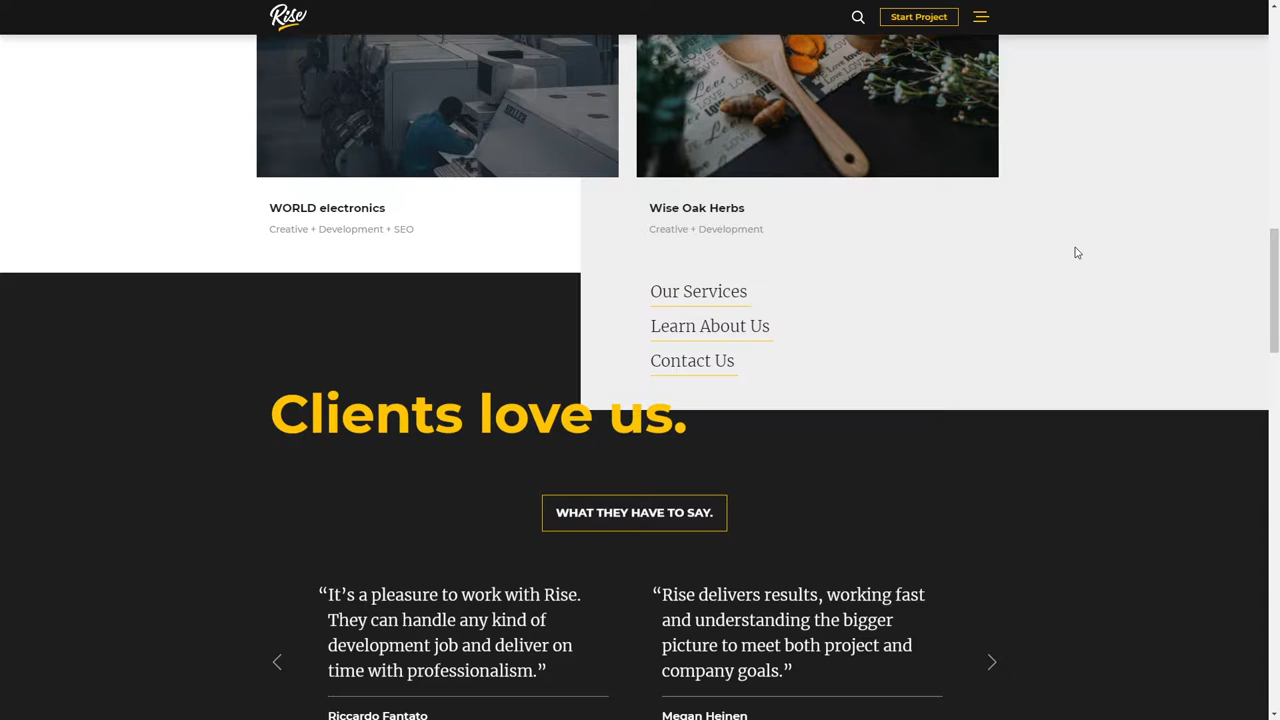 Rise
Start Project
WORLD electronics
Creative + Development + SEO
Wise Oak Herbs
Creative + Development
Our Services
Learn About Us
Contact Us
Clients love us.
WHAT THEY HAVE TO SAY.
“It’s a pleasure to work with Rise.
They can handle any kind of
development job and deliver on
time with professionalism.”
Riccardo Fantato
“Rise delivers results, working fast
and understanding the bigger
picture to meet both project and
company goals.”
Megan Heinen